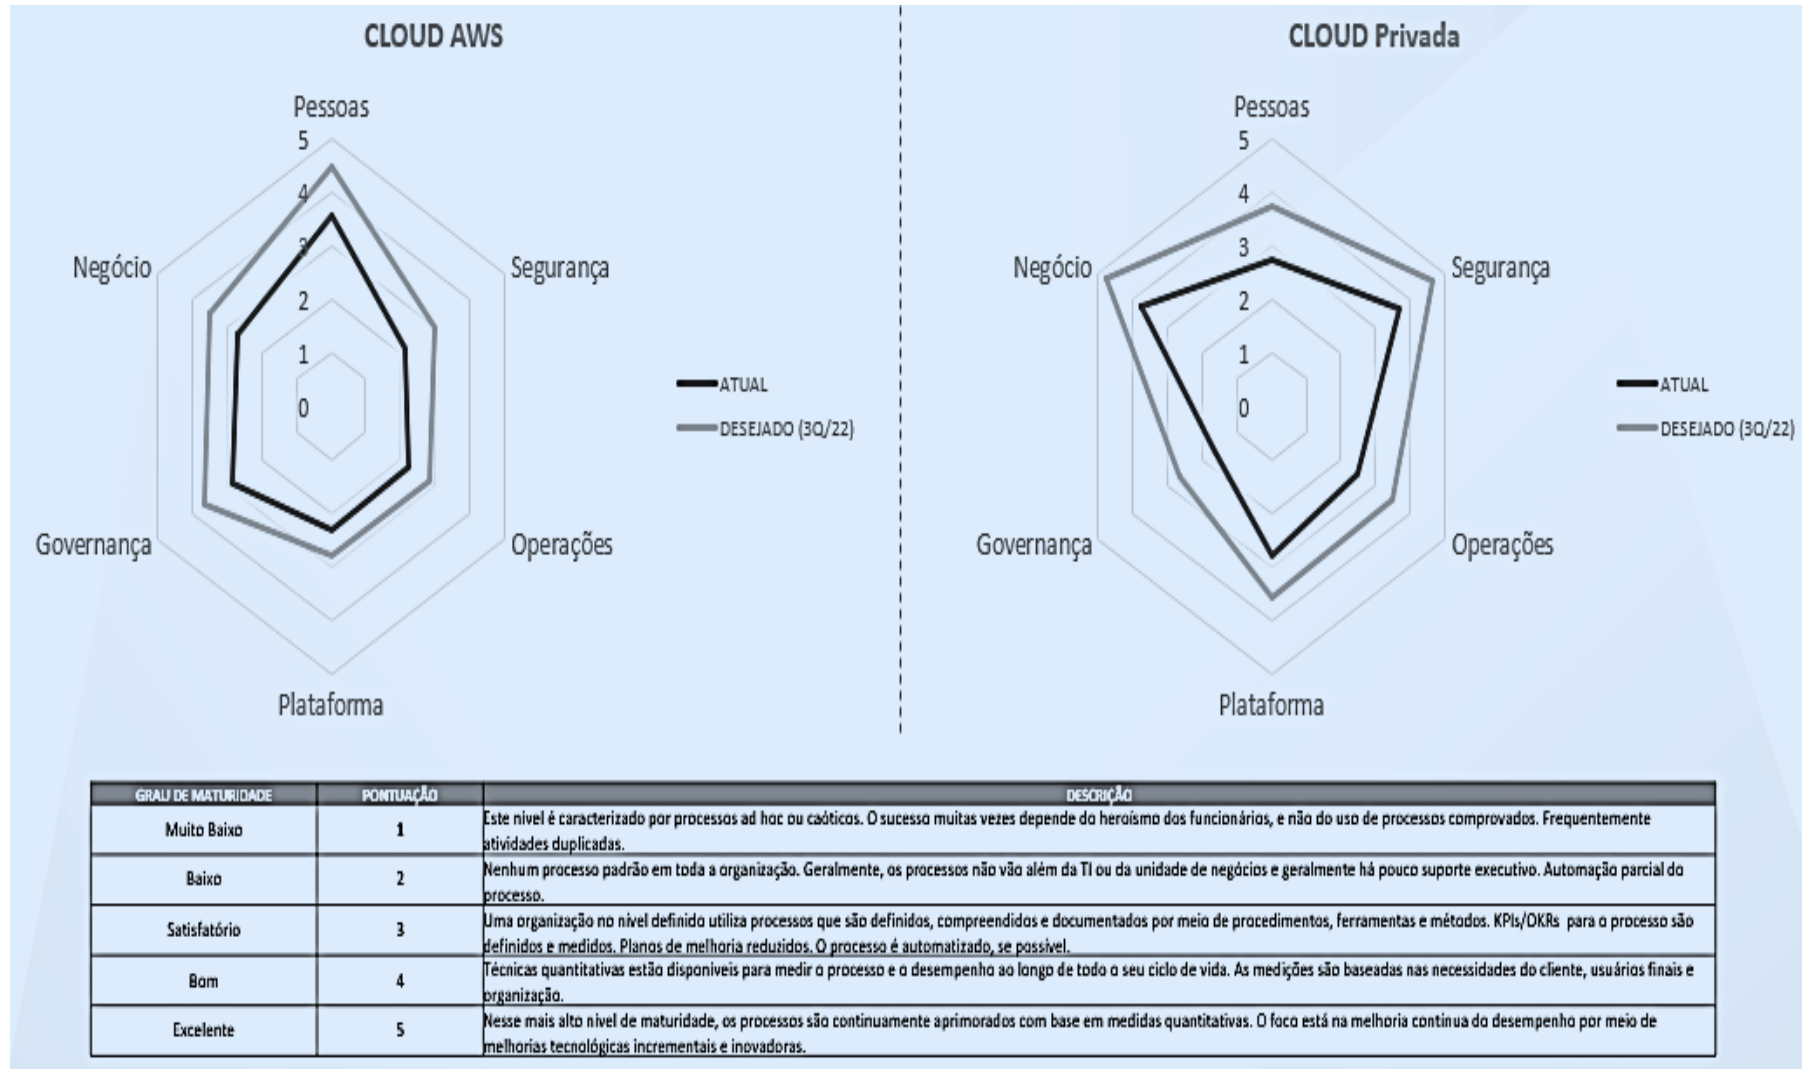 CLOUD AWS
Pessoas
5
4
3
2
1
0
Negócio
Segurança
Governança
Operações
Plataforma
ATUAL
DESEJADO (3Q/22)
CLOUD Privada
Pessoas
5
4
3
2
1
0
Negócio
Segurança
Governança
Operações
Plataforma
ATUAL
DESEJADO (3Q/22)
GRAU DE MATURIDADE PONTUAÇÃO DESCRIÇÃO
Muito Baixo 1 Este nível é caracterizado por processos ad hoc ou caóticos. O sucesso muitas vezes depende do heroísmo dos funcionários, e não do uso de processos comprovados. Frequentemente
atividades duplicadas.
Baixo 2 Nenhum processo padrão em toda a organização. Geralmente, os processos não vão além da TI ou da unidade de negócios e geralmente há pouco suporte executivo. Automação parcial do
processo.
Satisfatório 3 Uma organização no nível definido utiliza processos que são definidos, compreendidos e documentados por meio de procedimentos, ferramentas e métodos. KPIs/OKRs para o processo são
definidos e medidos. Planos de melhoria reduzidos. O processo é automatizado, se possível.
Bom 4 Técnicas quantitativas estão disponíveis para medir o processo e o desempenho ao longo de todo o seu ciclo de vida. As medições são baseadas nas necessidades do cliente, usuários finais e
organização.
Excelente 5 Nesse mais alto nível de maturidade, os processos são continuamente aprimorados com base em medidas quantitativas. O foco está na melhoria contínua do desempenho por meio de
melhorias tecnológicas incrementais e inovadoras.